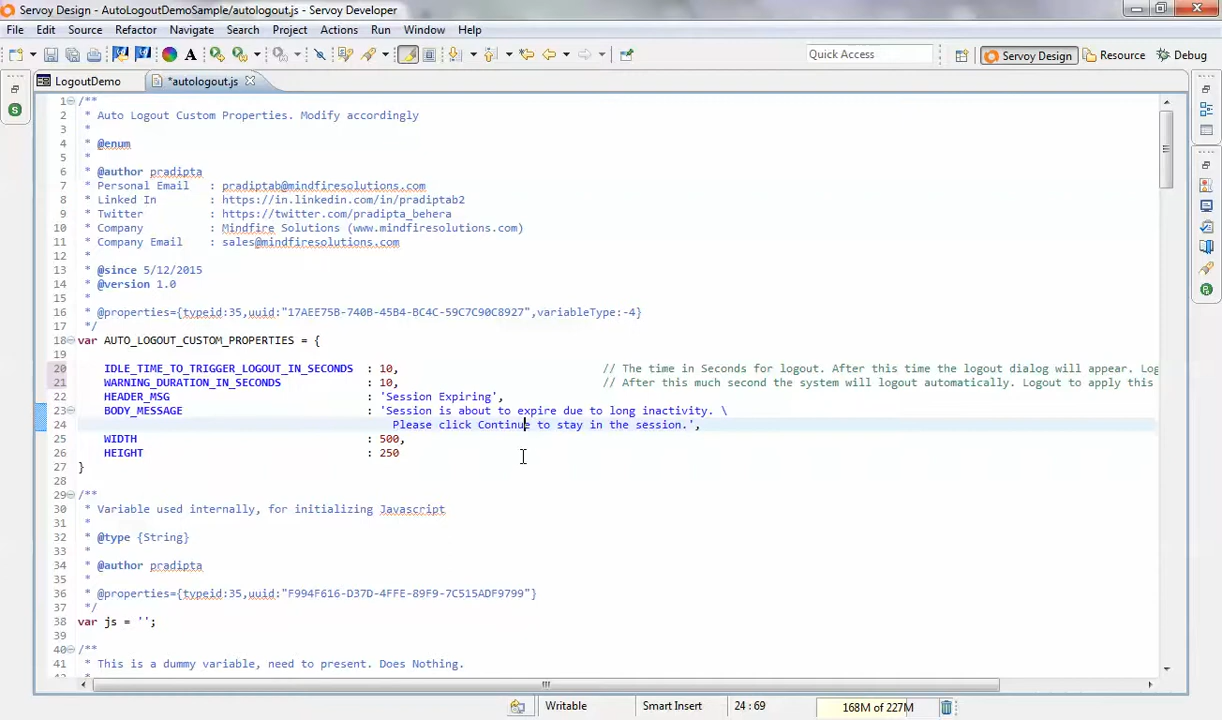 Servoy Design - AutoLogoutDemoSample/autologout.js - Servoy Developer
File Edit Source Refactor Navigate Search Project Actions Run Window Help
Quick Access Servoy Design Resource Debug
LogoutDemo *autologout.js
1 /**
2 * Auto Logout Custom Properties. Modify accordingly
3 *
4 * @enum
5 *
6 * @author pradipta
7 * Personal Email : pradiptab@mindfiresolutions.com
8 * Linked In : https://in.linkedin.com/in/pradiptab2
9 * Twitter : https://twitter.com/pradipta_behera
10 * Company : Mindfire Solutions (www.mindfiresolutions.com)
11 * Company Email : sales@mindfiresolutions.com
12 *
13 * @since 5/12/2015
14 * @version 1.0
15 *
16 * @properties={typeid:35,uuid:"17AEE75B-740B-45B4-BC4C-59C7C90C8927",variableType:-4}
17 */
18 var AUTO_LOGOUT_CUSTOM_PROPERTIES = {
19
20 IDLE_TIME_TO_TRIGGER_LOGOUT_IN_SECONDS : 10, // The time in Seconds for logout. After this time the logout dialog will appear. Log
21 WARNING_DURATION_IN_SECONDS : 10, // After this much second the system will logout automatically. Logout to apply this
22 HEADER_MSG : 'Session Expiring',
23 BODY_MESSAGE : 'Session is about to expire due to long inactivity. \
24 Please click Continue to stay in the session.',
25 WIDTH : 500,
26 HEIGHT : 250
27 }
28
29 /**
30 * Variable used internally, for initializing Javascript
31 *
32 * @type {String}
33 *
34 * @author pradipta
35 *
36 * @properties={typeid:35,uuid:"F994F616-D37D-4FFE-89F9-7C515ADF9799"}
37 */
38 var js = '';
39
40 /**
41 * This is a dummy variable, need to present. Does Nothing.
Writable Smart Insert 24 : 69 168M of 227M